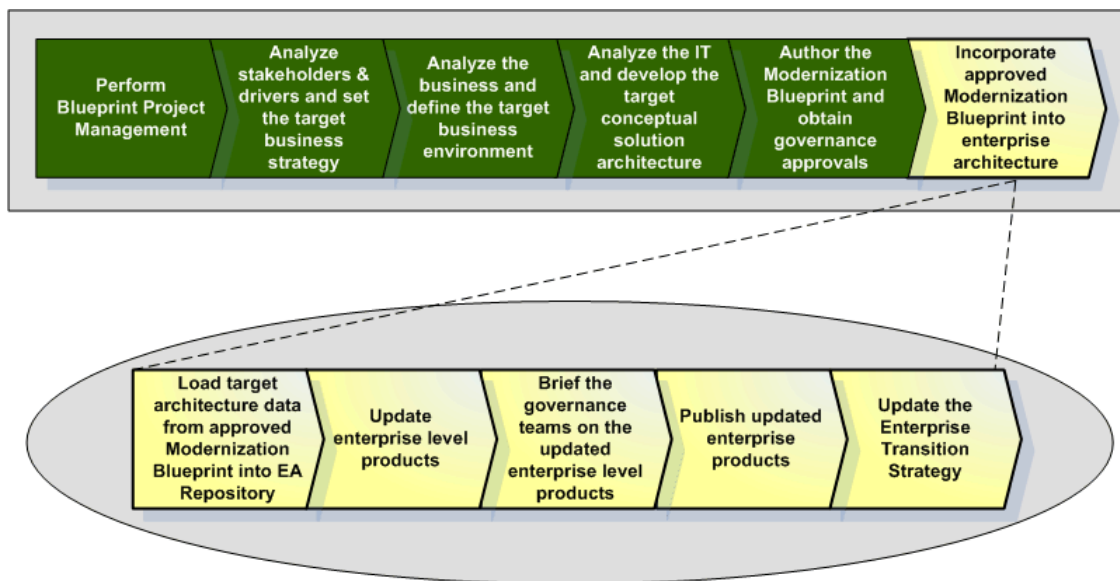 Perform
Blueprint Project
Management
Analyze
stakeholders &
drivers and set
the target
business
strategy
Analyze the
business and
define the target
business
environment
Analyze the IT
and develop the
target
conceptual
solution
architecture
Author the
Modernization
Blueprint and
obtain
governance
approvals
Incorporate
approved
Modernization
Blueprint into
enterprise
architecture
Load target
architecture data
from approved
Modernization
Blueprint into EA
Repository
Update
enterprise level
products
Brief the
governance
teams on the
updated
enterprise level
products
Publish updated
enterprise
products
Update the
Enterprise
Transition
Strategy